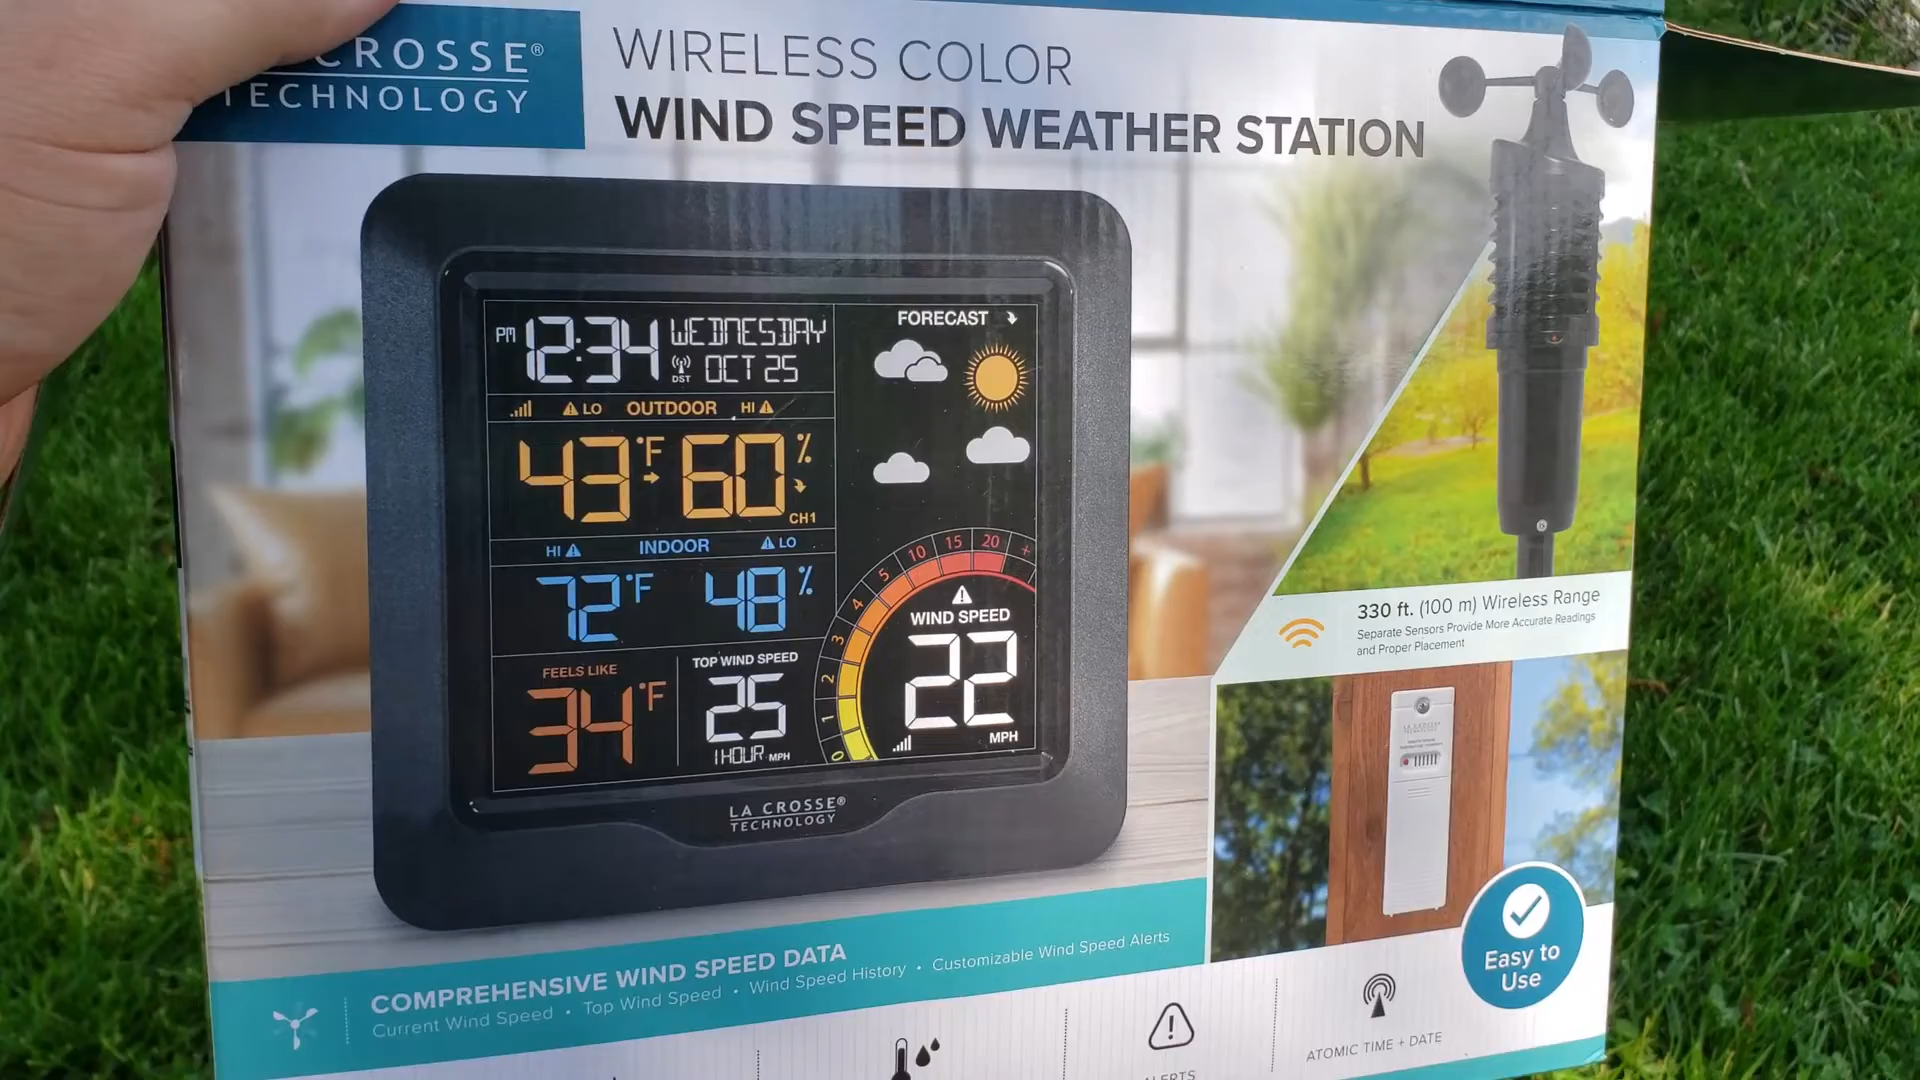 CROSSE®
TECHNOLOGY
WIRELESS COLOR
WIND SPEED WEATHER STATION
PM 12:34 WEDNESDAY
DST OCT 25
LO OUTDOOR HI
43°F 60%
CH1
HI INDOOR LO
72°F 48%
FEELS LIKE
34°F
TOP WIND SPEED
25
1 HOUR MPH
FORECAST
0 1 2 3 4 5 10 15 20 +
WIND SPEED
22
MPH
LA CROSSE®
TECHNOLOGY
330 ft. (100 m) Wireless Range
Separate Sensors Provide More Accurate Readings
and Proper Placement
LA CROSSE
TECHNOLOGY
Easy to
Use
COMPREHENSIVE WIND SPEED DATA
Current Wind Speed • Top Wind Speed • Wind Speed History • Customizable Wind Speed Alerts
ALERTS
ATOMIC TIME + DATE